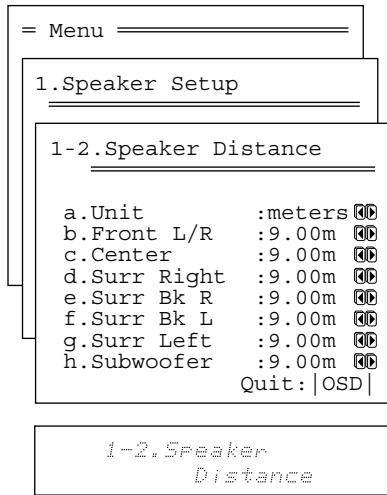 = Menu
1.Speaker Setup
1-2.Speaker Distance
a.Unit :meters
b.Front L/R :9.00m
c.Center :9.00m
d.Surr Right :9.00m
e.Surr Bk R :9.00m
f.Surr Bk L :9.00m
g.Surr Left :9.00m
h.Subwoofer :9.00m
Quit:|OSD|
1-2.Speaker
Distance